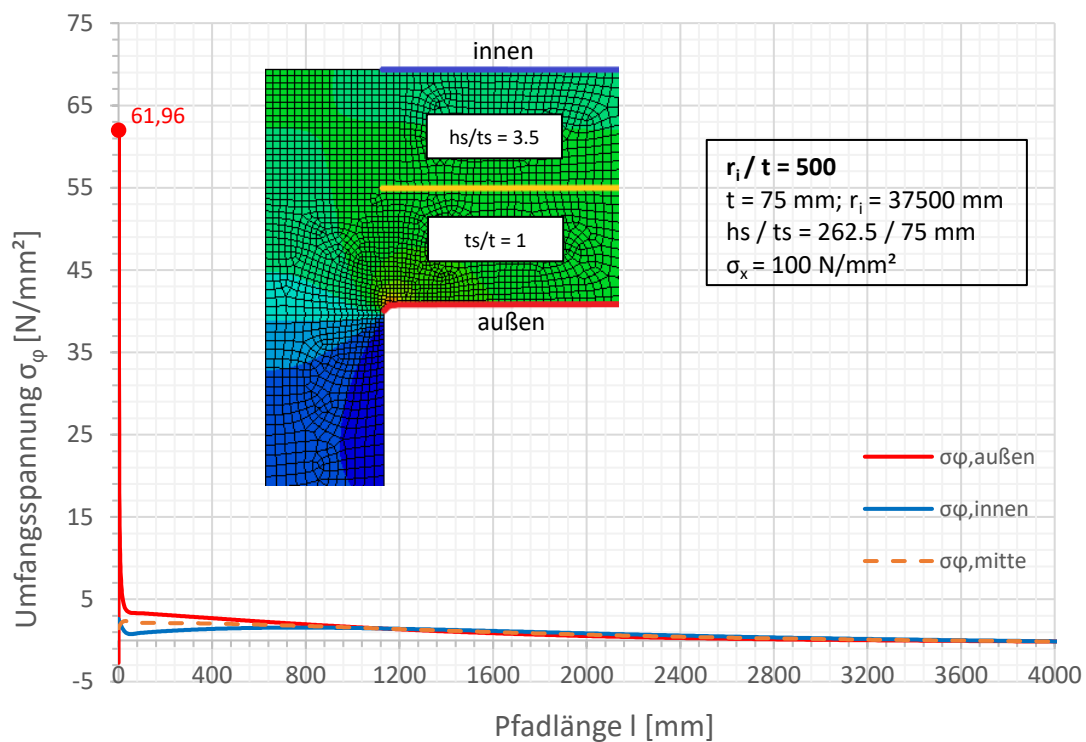 75
65
55
45
35
25
15
5
-5
Umfangsspannung σφ [N/mm²]
61,96
innen
hs/ts = 3.5
ts/t = 1
außen
rᵢ / t = 500
t = 75 mm; rᵢ = 37500 mm
hs / ts = 262.5 / 75 mm
σₓ = 100 N/mm²
σφ,außen
σφ,innen
σφ,mitte
0 400 800 1200 1600 2000 2400 2800 3200 3600 4000
Pfadlänge l [mm]